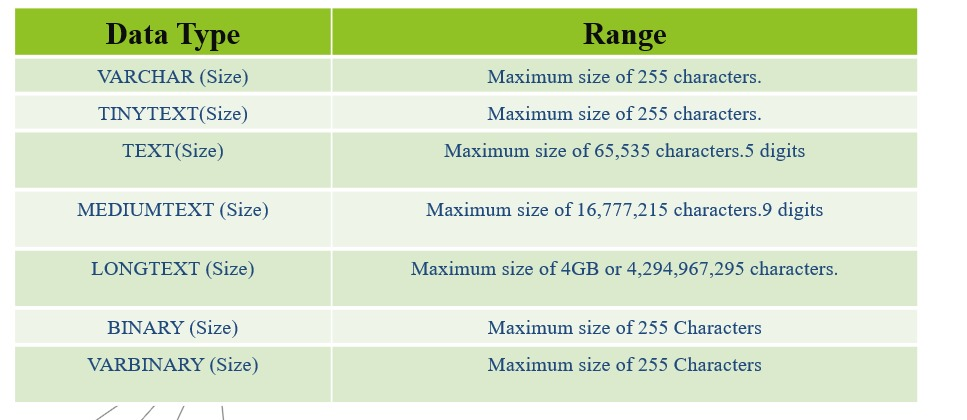 Data Type Range
VARCHAR (Size) Maximum size of 255 characters.
TINYTEXT(Size) Maximum size of 255 characters.
TEXT(Size) Maximum size of 65,535 characters.5 digits
MEDIUMTEXT (Size) Maximum size of 16,777,215 characters.9 digits
LONGTEXT (Size) Maximum size of 4GB or 4,294,967,295 characters.
BINARY (Size) Maximum size of 255 Characters
VARBINARY (Size) Maximum size of 255 Characters